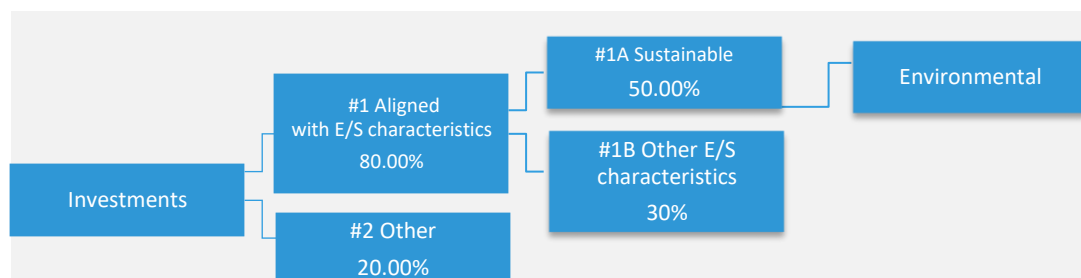 #1A Sustainable
50.00%
Environmental
#1 Aligned
with E/S characteristics
80.00%
#1B Other E/S
characteristics
30%
Investments
#2 Other
20.00%